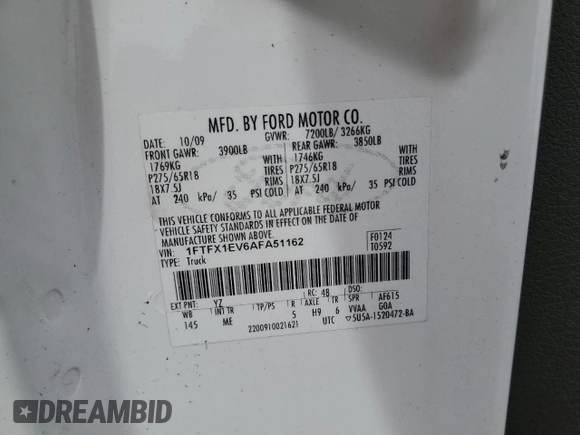 MFD. BY FORD MOTOR CO.
DATE: 10/09 GVWR: 7200LB/ 3266KG
FRONT GAWR: 3900LB REAR GAWR: 3850LB
1769KG WITH 1746KG WITH
P275/65R18 TIRES P275/65R18 TIRES
18X7.5J RIMS 18X7.5J RIMS
AT 240 kPa/ 35 PSI COLD AT 240 kPa/ 35 PSI COLD
THIS VEHICLE CONFORMS TO ALL APPLICABLE FEDERAL MOTOR
VEHICLE SAFETY STANDARDS IN EFFECT ON THE DATE OF
MANUFACTURE SHOWN ABOVE.
VIN: 1FTFX1EV6AFA51162 F0124
TYPE: Truck T0592
EXT PNT: YZ RC: 48 DSO:
WB INT TR TP/PS R AXLE TR SPR AF615
145 ME 5 H9 6 VVAA GOA
2200910021621 UTC ▽5U5A-1520472-BA
DREAMBID